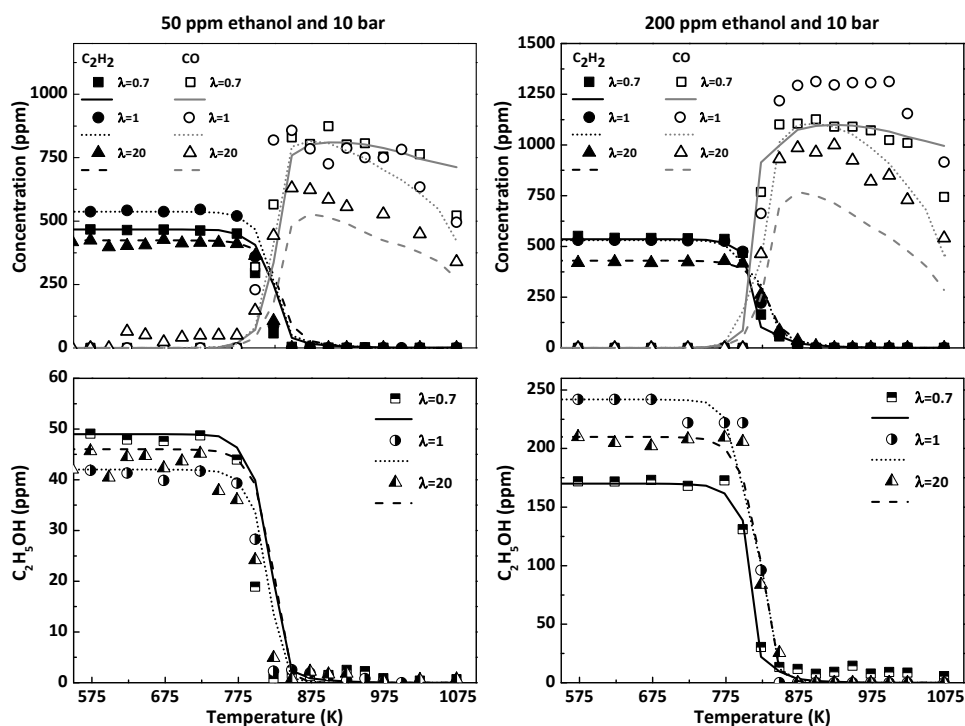 50 ppm ethanol and 10 bar
200 ppm ethanol and 10 bar
C₂H₂ CO
λ=0.7 λ=0.7
λ=1 λ=1
λ=20 λ=20
Concentration (ppm)
1000
750
500
250
0
C₂H₂ CO
λ=0.7 λ=0.7
λ=1 λ=1
λ=20 λ=20
Concentration (ppm)
1500
1250
1000
750
500
250
0
λ=0.7
λ=1
λ=20
C₂H₅OH (ppm)
60
50
40
30
20
10
0
575 675 775 875 975 1075
Temperature (K)
λ=0.7
λ=1
λ=20
C₂H₅OH (ppm)
250
200
150
100
50
0
575 675 775 875 975 1075
Temperature (K)